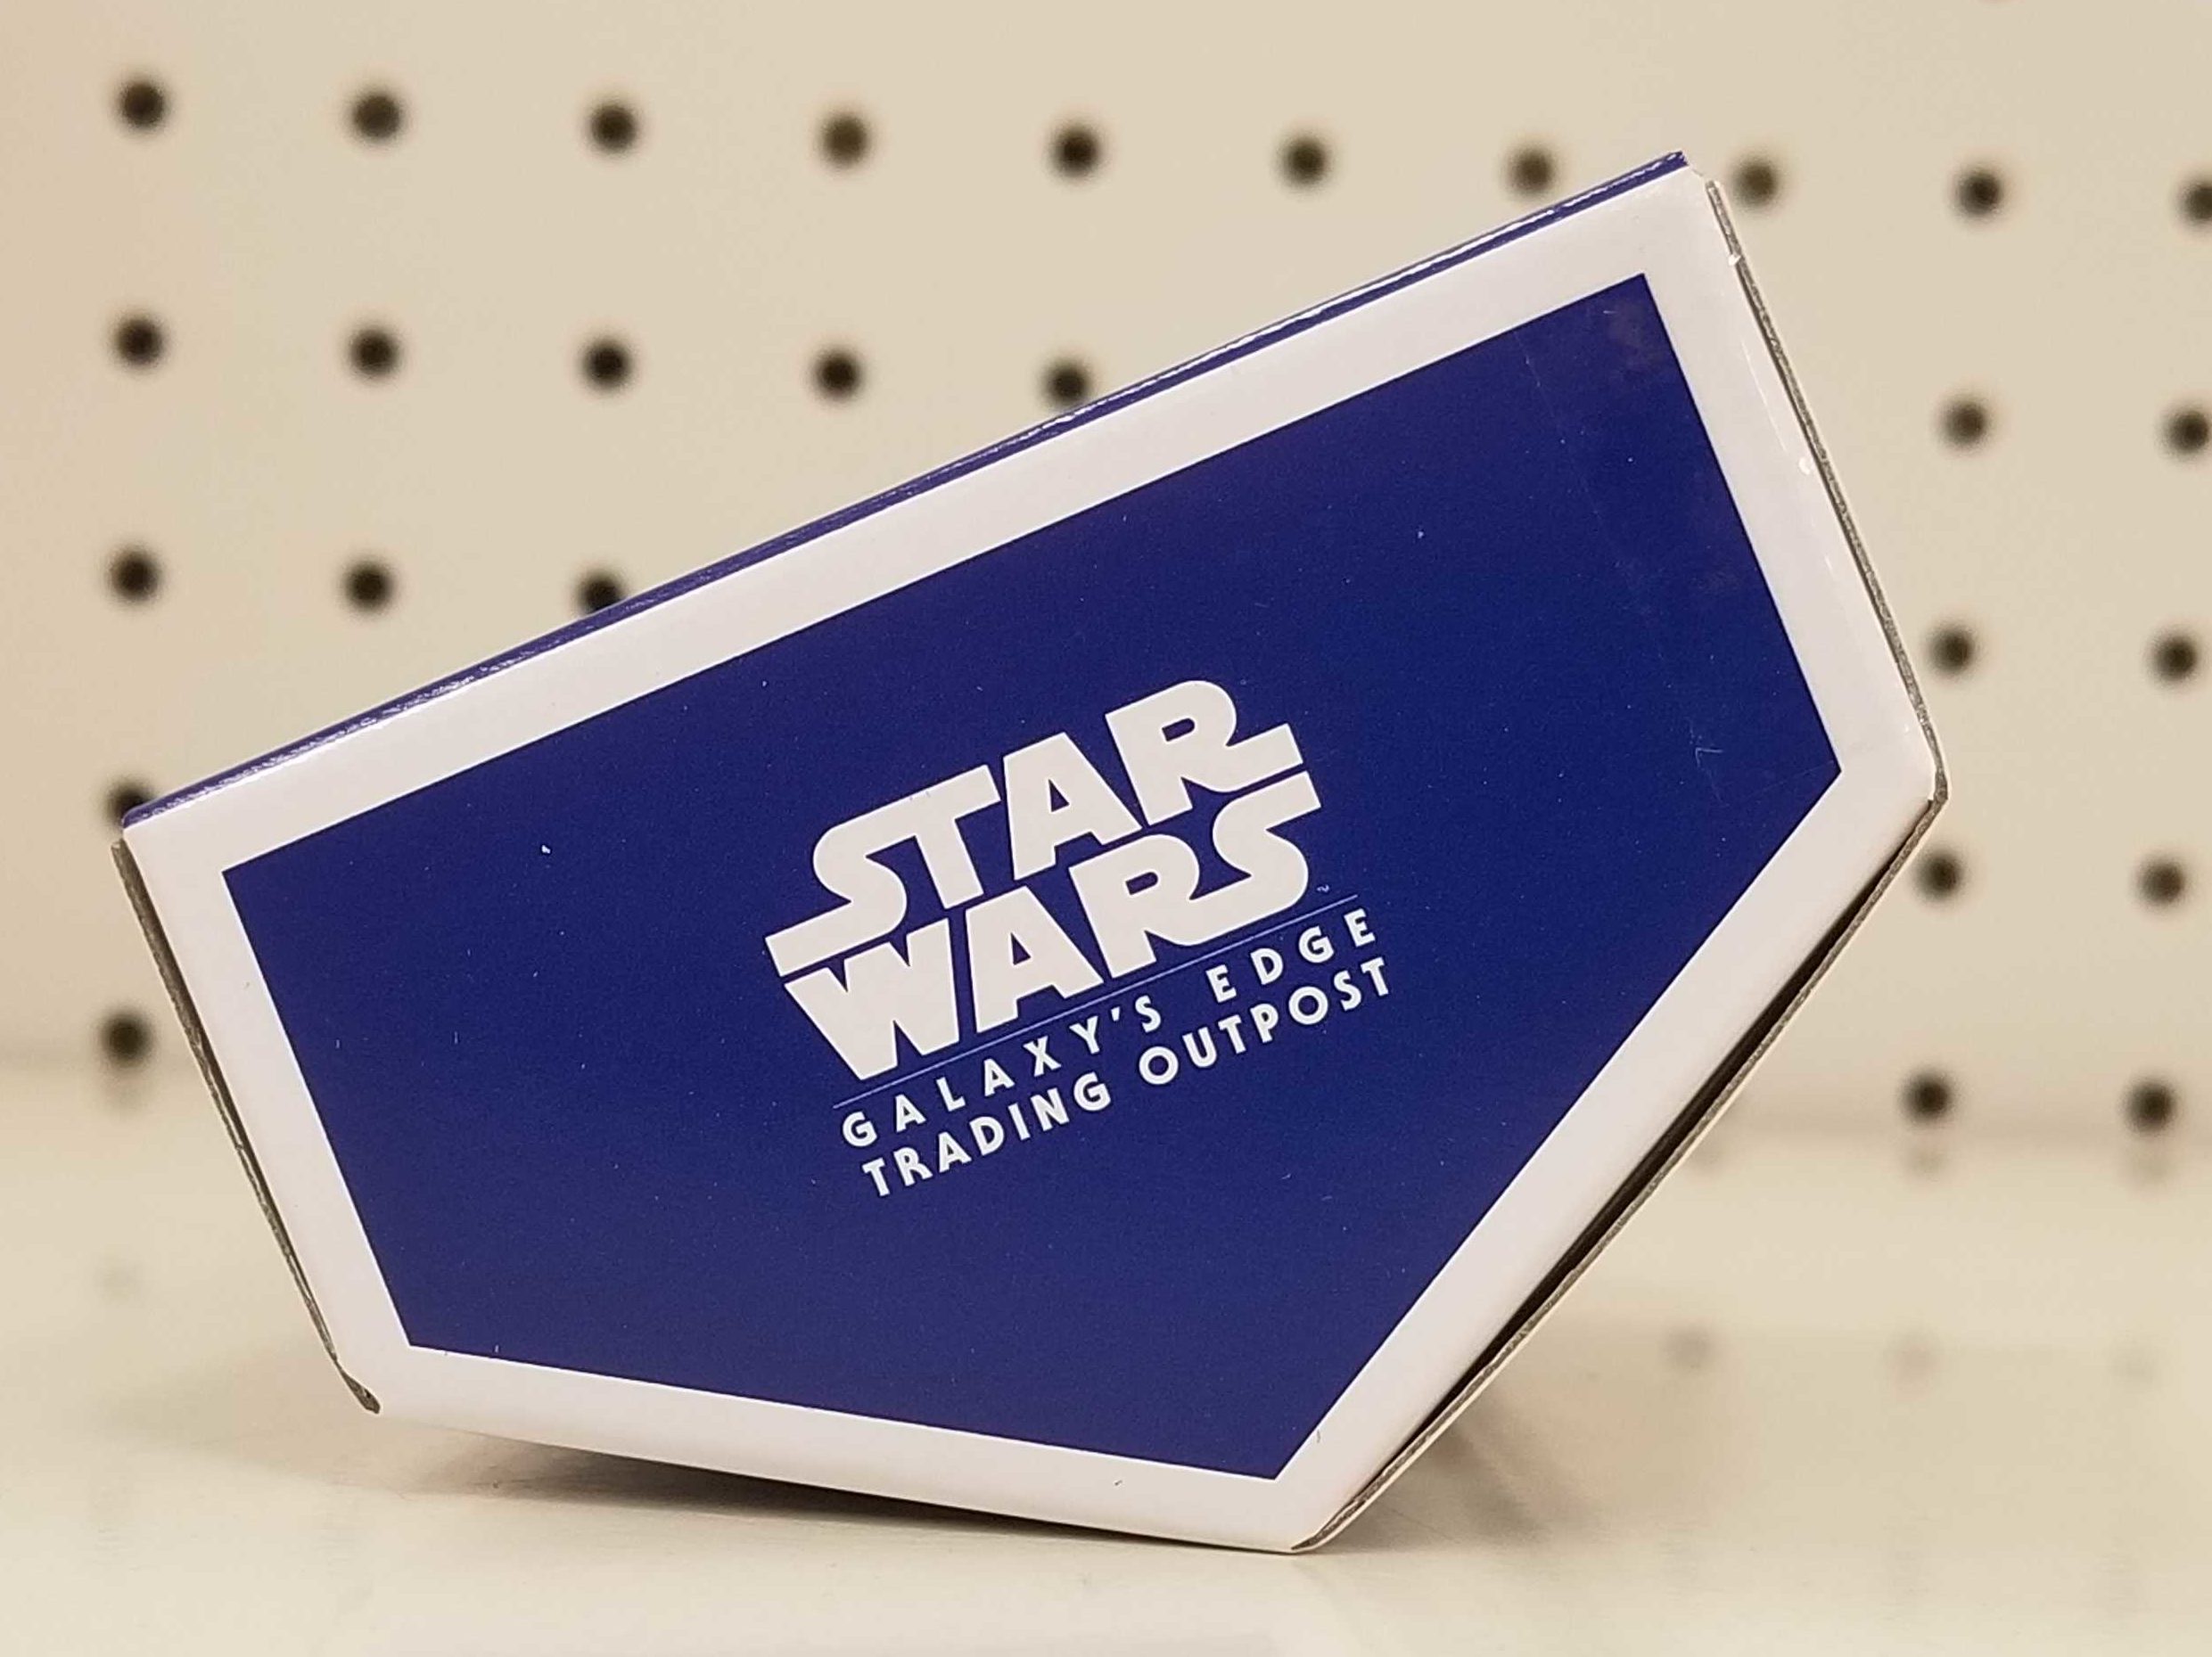 STAR
WARS
GALAXY'S EDGE
TRADING OUTPOST